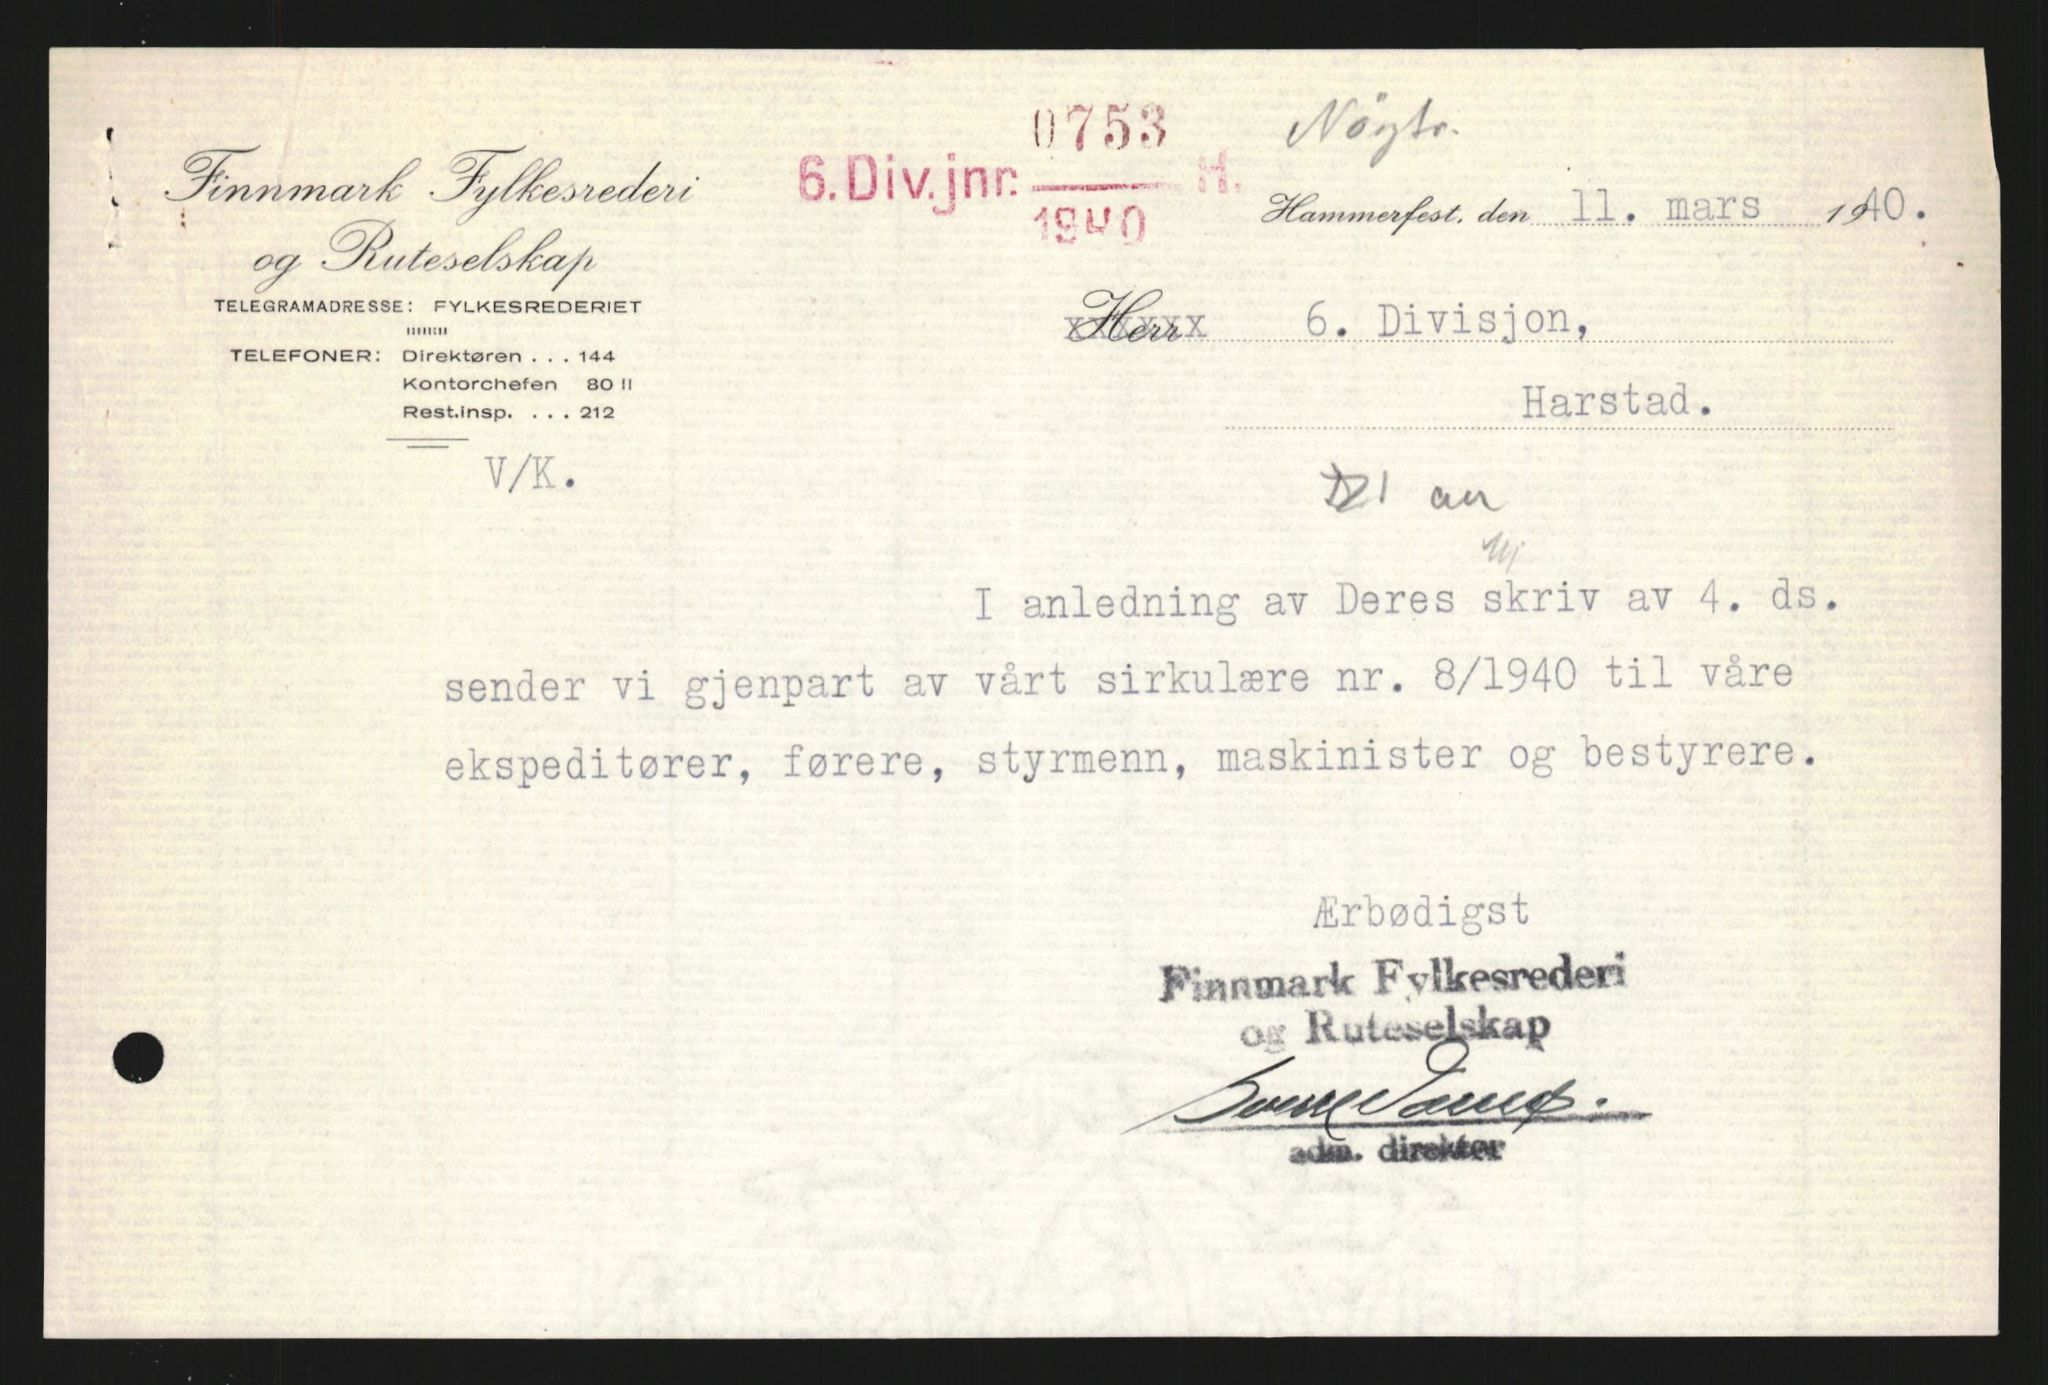 0753
6. Div. jnr. H.
1940
Nöytr.
Finnmark Fylkesrederi
og Ruteselskap
TELEGRAMADRESSE: FYLKESREDERIET
TELEFONER: Direktøren . . . 144
Kontorchefen 80 II
Rest.insp. . . . 212
V/K.
Hammerfest, den 11. mars 1940.
Herr 6. Divisjon,
Harstad.
I anledning av Deres skriv av 4. ds.
sender vi gjenpart av vårt sirkulære nr. 8/1940 til våre
ekspeditører, førere, styrmenn, maskinister og bestyrere.
Ærbødigst
Finnmark Fylkesrederi
og Ruteselskap
adm. direktør